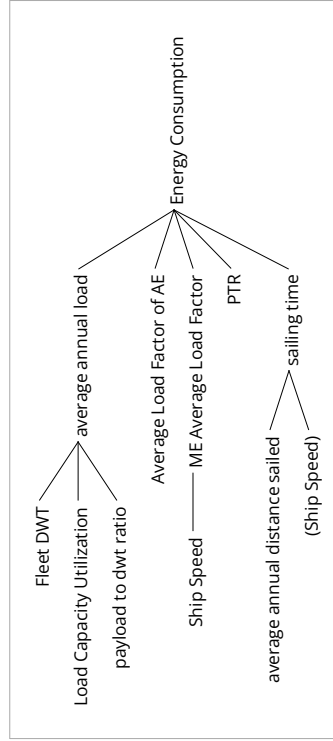 Fleet DWT
Load Capacity Utilization
payload to dwt ratio
average annual load
Average Load Factor of AE
Ship Speed
ME Average Load Factor
PTR
average annual distance sailed
(Ship Speed)
sailing time
Energy Consumption